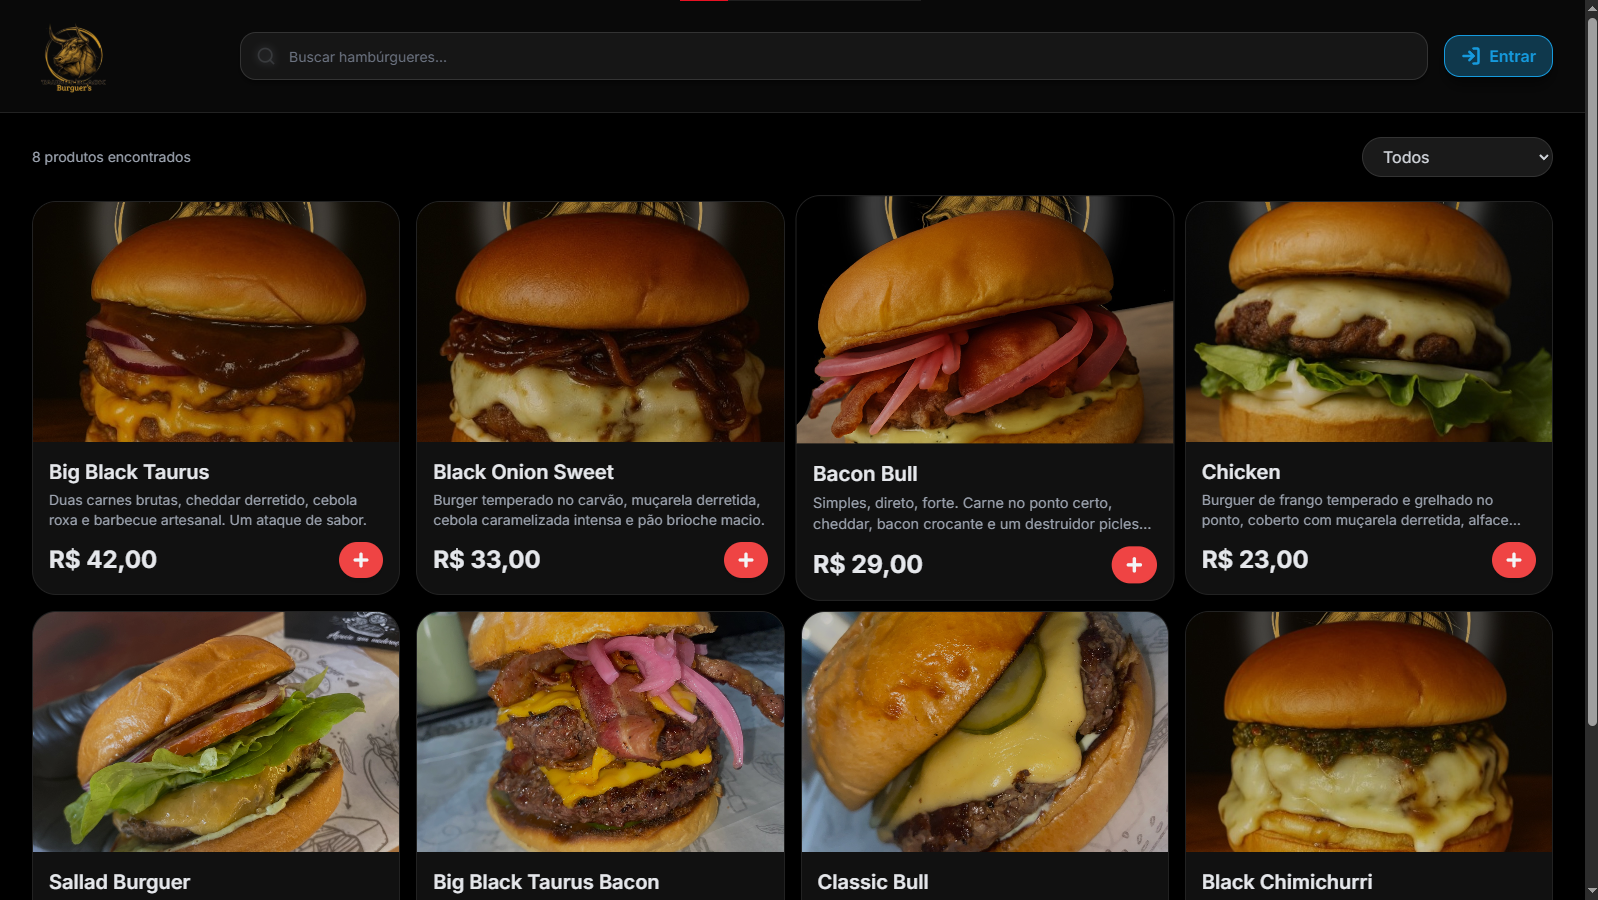 Burguer's
Buscar hambúrgueres...
Entrar
8 produtos encontrados
Todos
Big Black Taurus
Duas carnes brutas, cheddar derretido, cebola
roxa e barbecue artesanal. Um ataque de sabor.
R$ 42,00
Black Onion Sweet
Burger temperado no carvão, muçarela derretida,
cebola caramelizada intensa e pão brioche macio.
R$ 33,00
Bacon Bull
Simples, direto, forte. Carne no ponto certo,
cheddar, bacon crocante e um destruidor picles...
R$ 29,00
Chicken
Burguer de frango temperado e grelhado no
ponto, coberto com muçarela derretida, alface...
R$ 23,00
Sallad Burguer
Big Black Taurus Bacon
Classic Bull
Black Chimichurri